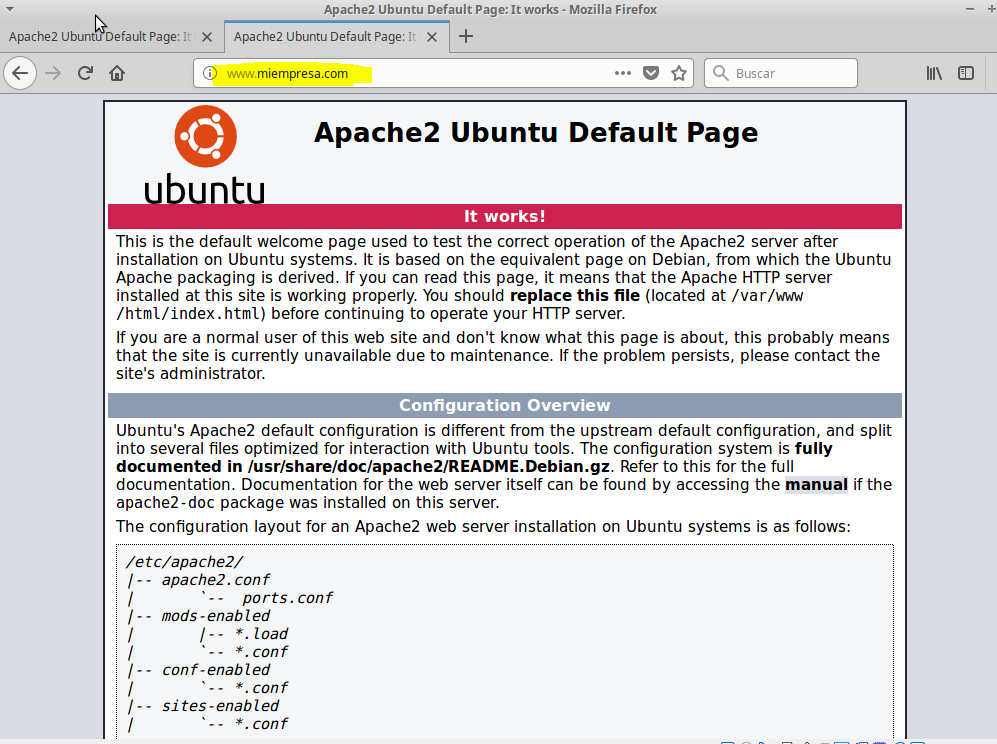 Apache2 Ubuntu Default Page: It works - Mozilla Firefox
Apache2 Ubuntu Default Page: It
Apache2 Ubuntu Default Page: It
www.miempresa.com
Buscar
Apache2 Ubuntu Default Page
ubuntu
It works!
This is the default welcome page used to test the correct operation of the Apache2 server after
installation on Ubuntu systems. It is based on the equivalent page on Debian, from which the Ubuntu
Apache packaging is derived. If you can read this page, it means that the Apache HTTP server
installed at this site is working properly. You should replace this file (located at /var/www
/html/index.html) before continuing to operate your HTTP server.
If you are a normal user of this web site and don't know what this page is about, this probably means
that the site is currently unavailable due to maintenance. If the problem persists, please contact the
site's administrator.
Configuration Overview
Ubuntu's Apache2 default configuration is different from the upstream default configuration, and split
into several files optimized for interaction with Ubuntu tools. The configuration system is fully
documented in /usr/share/doc/apache2/README.Debian.gz. Refer to this for the full
documentation. Documentation for the web server itself can be found by accessing the manual if the
apache2-doc package was installed on this server.
The configuration layout for an Apache2 web server installation on Ubuntu systems is as follows:
/etc/apache2/
|-- apache2.conf
|       `--  ports.conf
|-- mods-enabled
|       |-- *.load
|       `-- *.conf
|-- conf-enabled
|       `-- *.conf
|-- sites-enabled
|       `-- *.conf